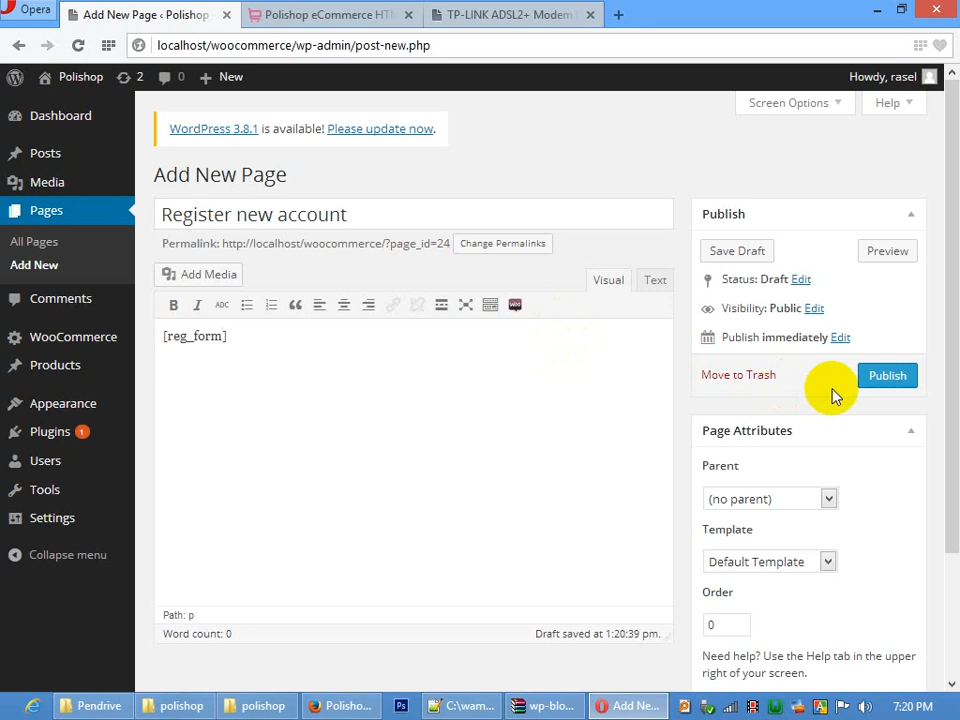 Opera
Add New Page ‹ Polishop
Polishop eCommerce HT
TP-LINK ADSL2+ Modem
localhost/woocommerce/wp-admin/post-new.php
Polishop 2 0 New
Howdy, rasel
Screen Options
Help
Dashboard
Posts
Media
Pages
All Pages
Add New
Comments
WooCommerce
Products
Appearance
Plugins 1
Users
Tools
Settings
Collapse menu
WordPress 3.8.1 is available! Please update now.
Add New Page
Register new account
Permalink: http://localhost/woocommerce/?page_id=24 Change Permalinks
Add Media
Visual
Text
B I ABC
[reg_form]
Path: p
Word count: 0
Draft saved at 1:20:39 pm.
Publish
Save Draft
Preview
Status: Draft Edit
Visibility: Public Edit
Publish immediately Edit
Move to Trash
Publish
Page Attributes
Parent
(no parent)
Template
Default Template
Order
0
Need help? Use the Help tab in the upper
right of your screen.
Pendrive
polishop
polishop
Polisho...
Ps
C:\wam...
wp-blo...
Add Ne...
7:20 PM